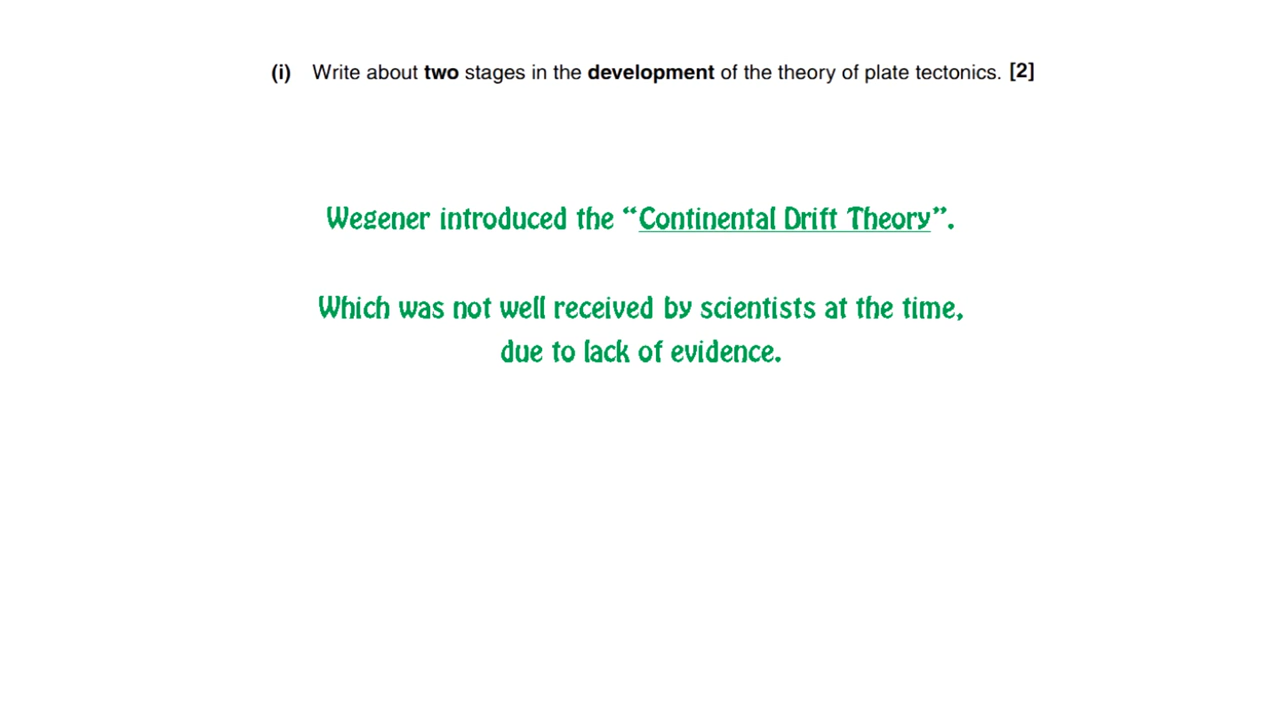 (i) Write about two stages in the development of the theory of plate tectonics. [2]
Wegener introduced the “Continental Drift Theory”.
Which was not well received by scientists at the time,
due to lack of evidence.